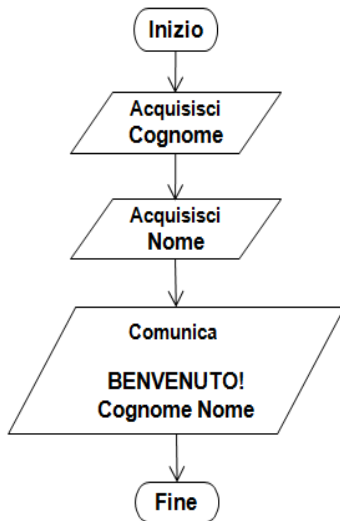 Inizio
Acquisisci
Cognome
Acquisisci
Nome
Comunica
BENVENUTO!
Cognome Nome
Fine